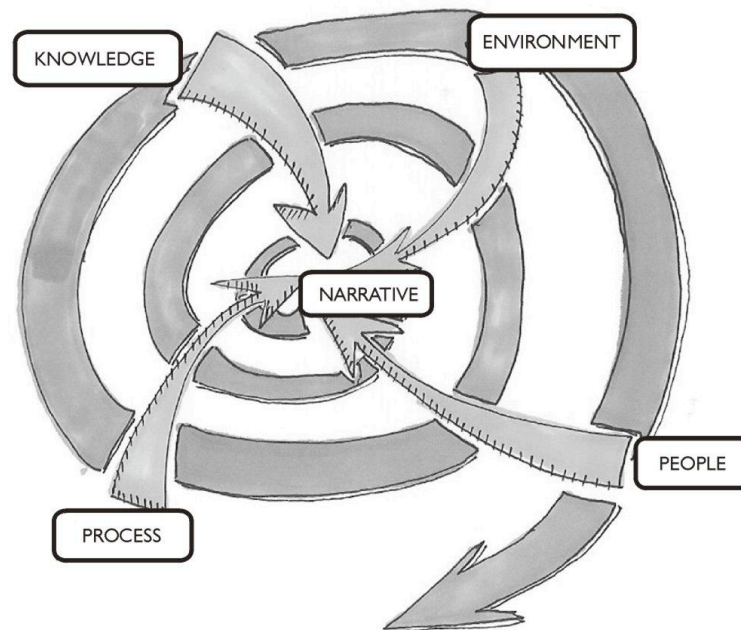 KNOWLEDGE
ENVIRONMENT
NARRATIVE
PEOPLE
PROCESS